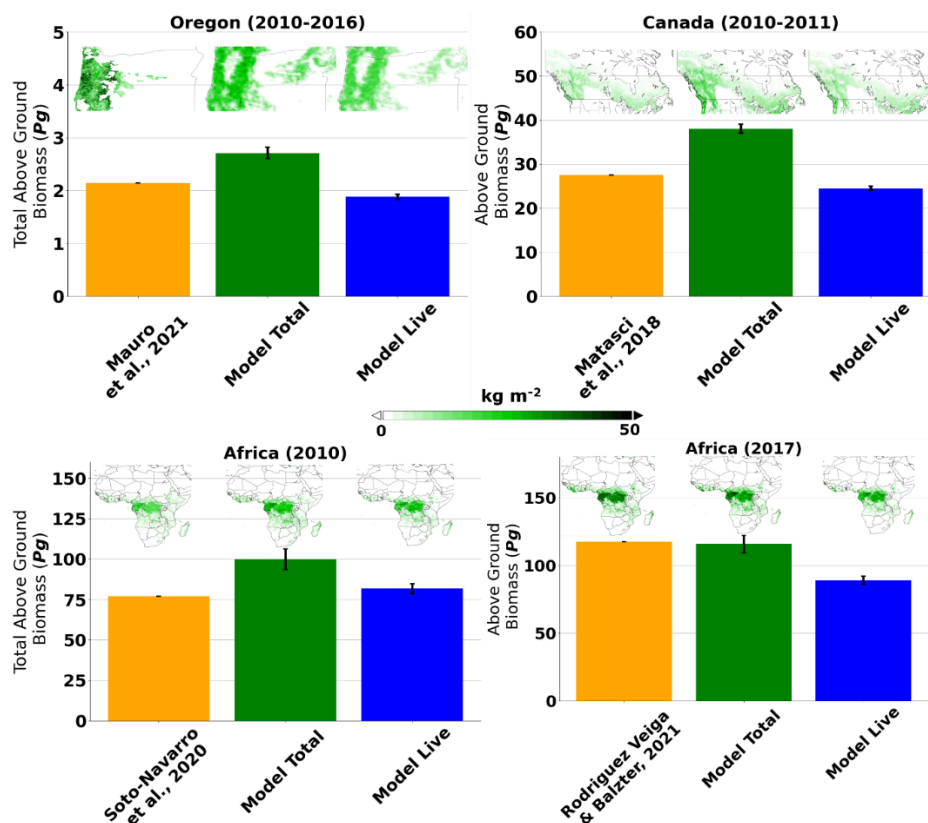 Oregon (2010-2016)
Total Above Ground
Biomass (Pg)
5
4
3
2
1
0
Mauro
et al., 2021
Model Total
Model Live
Canada (2010-2011)
Above Ground
Biomass (Pg)
60
50
40
30
20
10
0
Matasci
et al., 2018
Model Total
Model Live
kg m⁻²
0
50
Africa (2010)
Total Above Ground
Biomass (Pg)
150
125
100
75
50
25
0
Soto-Navarro
et al., 2020
Model Total
Model Live
Africa (2017)
Above Ground
Biomass (Pg)
150
100
50
0
Rodriguez Veiga
& Balzter, 2021
Model Total
Model Live